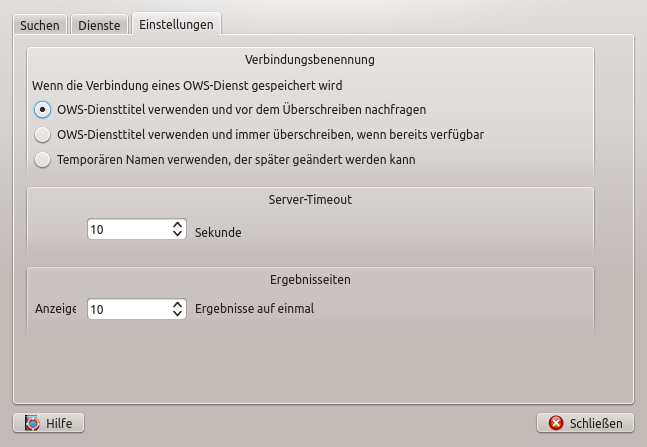 Suchen Dienste Einstellungen
Verbindungsbenennung
Wenn die Verbindung eines OWS-Dienst gespeichert wird
OWS-Diensttitel verwenden und vor dem Überschreiben nachfragen
OWS-Diensttitel verwenden und immer überschreiben, wenn bereits verfügbar
Temporären Namen verwenden, der später geändert werden kann
Server-Timeout
10 Sekunde
Ergebnisseiten
Anzeige 10 Ergebnisse auf einmal
Hilfe Schließen